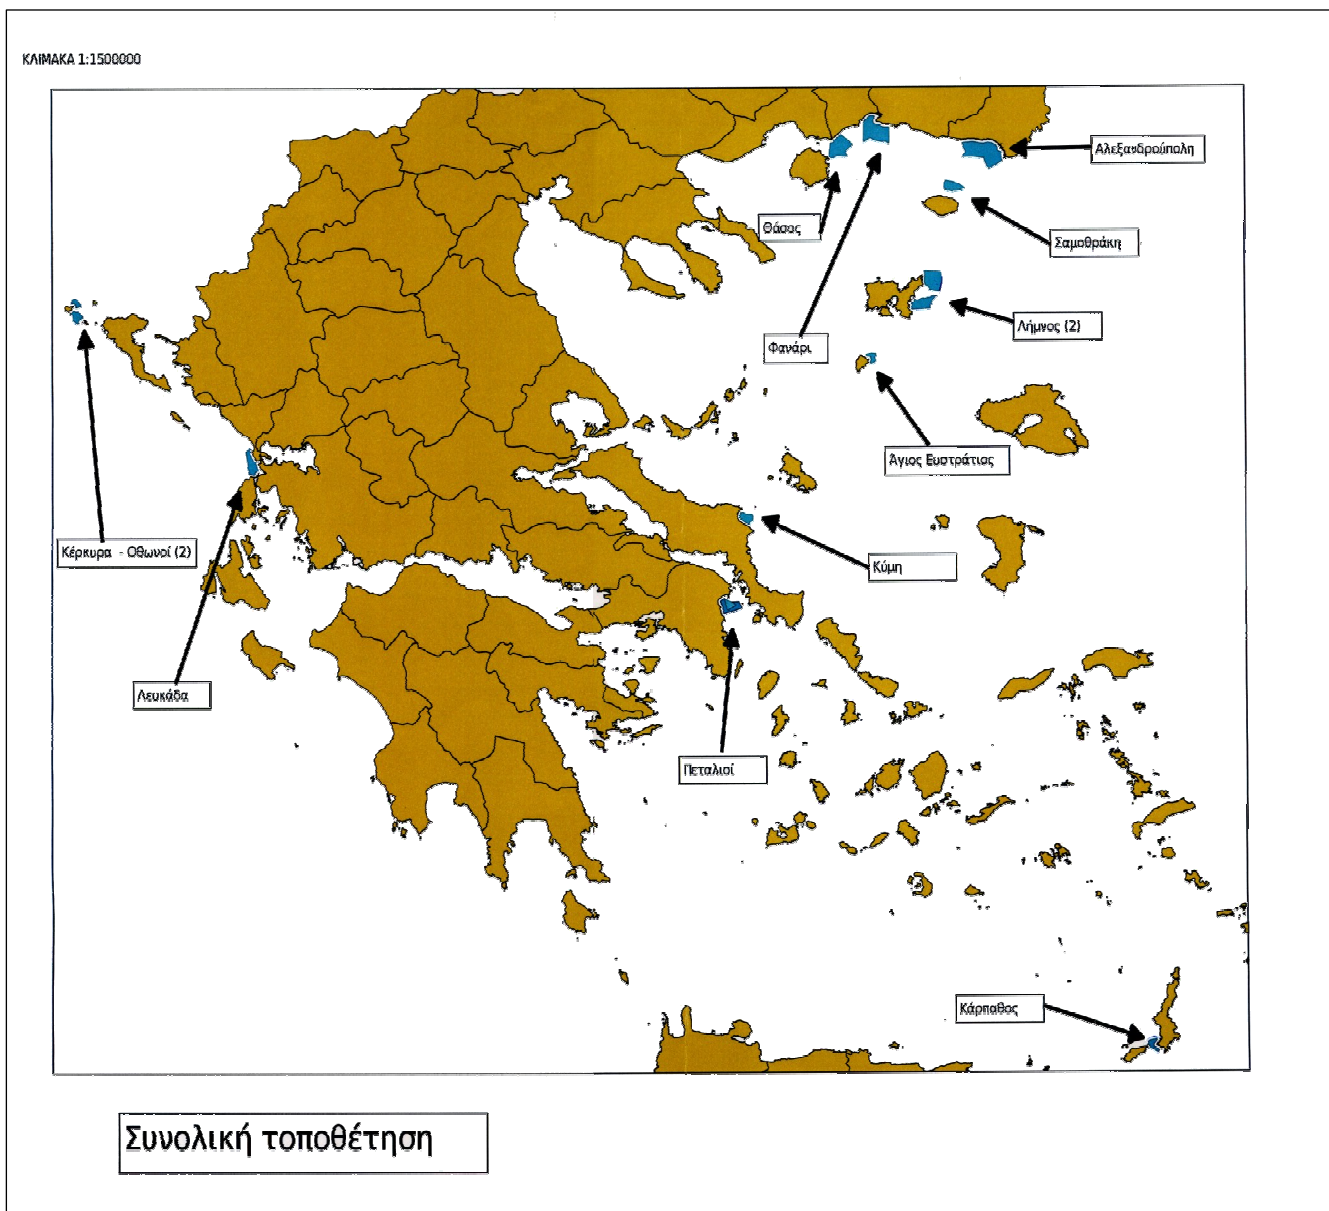 ΚΛΙΜΑΚΑ 1:1500000
Αλεξανδρούπολη
Θάσος
Σαμοθράκη
Λήμνος (2)
Φανάρι
Άγιος Ευστράτιος
Κέρκυρα - Οθωνοί (2)
Κύμη
Λευκάδα
Πεταλιοί
Κάρπαθος
Συνολική τοποθέτηση